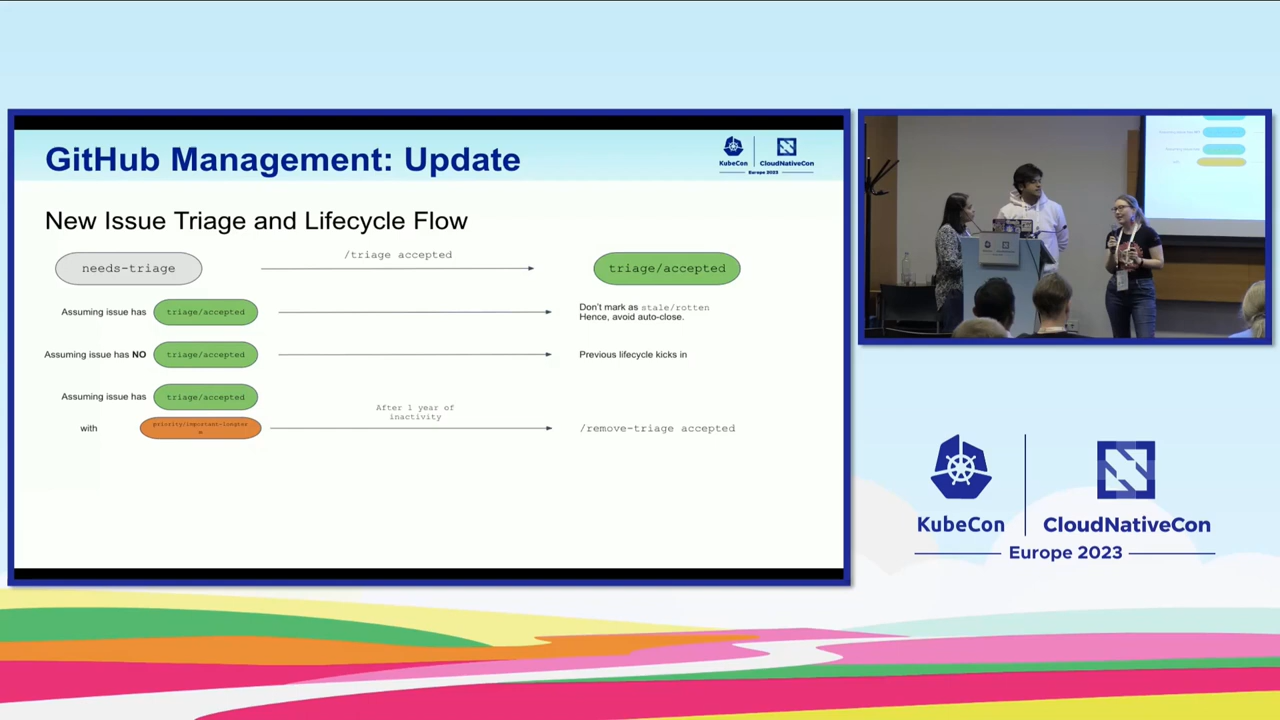 GitHub Management: Update
KubeCon
CloudNativeCon
Europe 2023
New Issue Triage and Lifecycle Flow
needs-triage
/triage accepted
triage/accepted
Assuming issue has
triage/accepted
Don't mark as stale/rotten
Hence, avoid auto-close.
Assuming issue has NO
triage/accepted
Previous lifecycle kicks in
Assuming issue has
triage/accepted
with
priority/important-longter
m
After 1 year of
inactivity
/remove-triage accepted
KubeCon
CloudNativeCon
Europe 2023